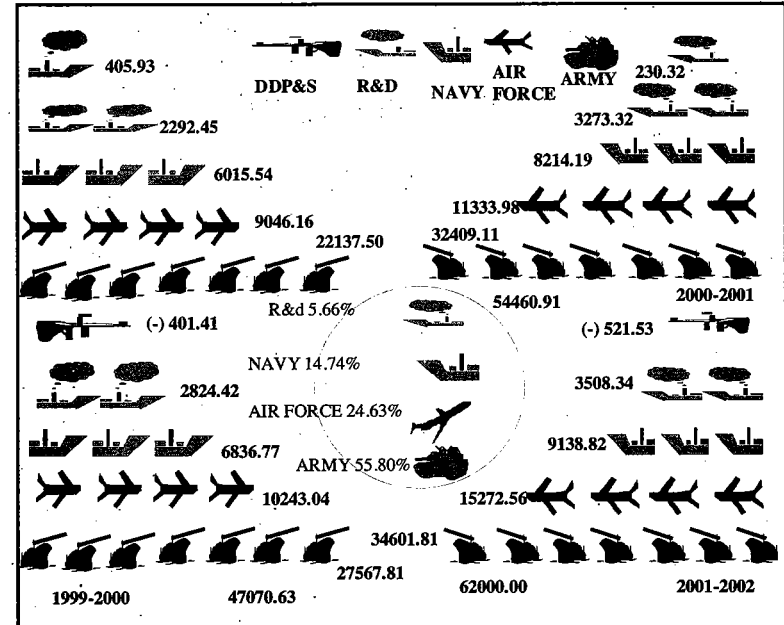 405.93
DDP&S R&D NAVY AIR FORCE ARMY 230.32
2292.45 3273.32
6015.54 8214.19
9046.16 11333.98
22137.50 32409.11
54460.91 2000-2001
R&d 5.66%
(-) 401.41 (-) 521.53
NAVY 14.74%
2824.42 3508.34
AIR FORCE 24.63%
6836.77 9138.82
ARMY 55.80%
10243.04 15272.56
34601.81
27567.81
1999-2000 47070.63 62000.00 2001-2002